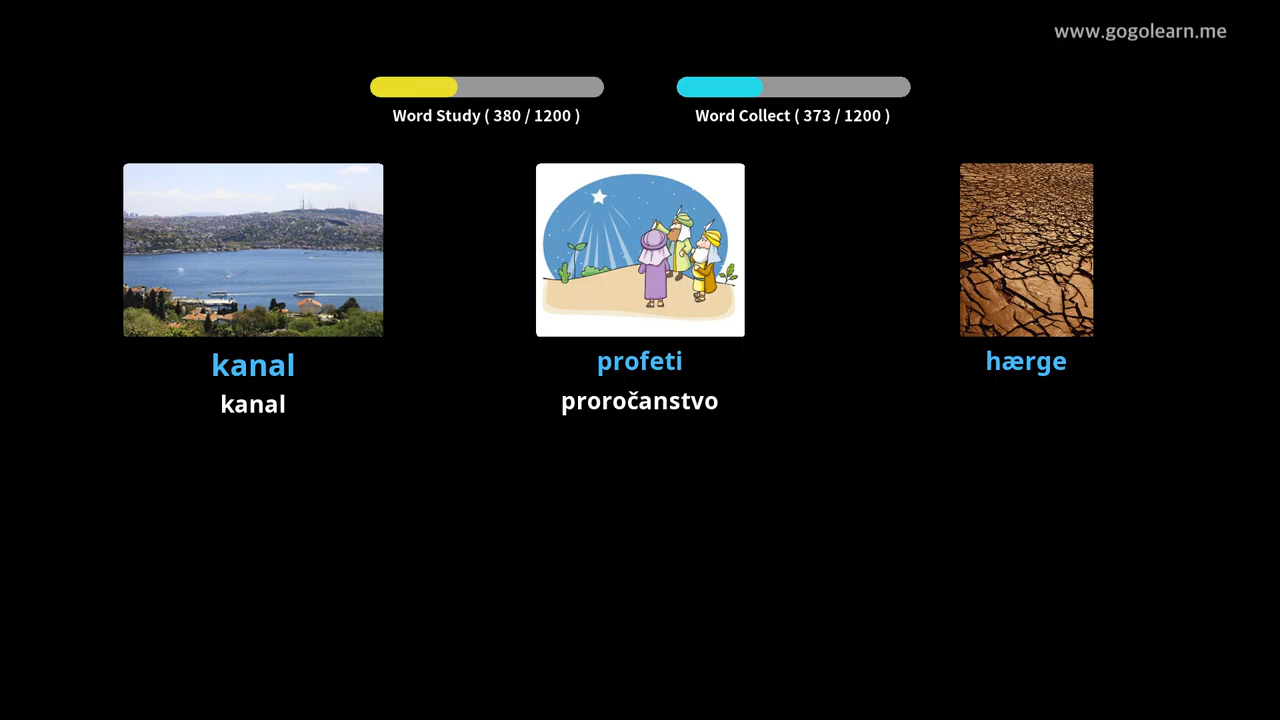 www.gogolearn.me
Word Study ( 380 / 1200 )
Word Collect ( 373 / 1200 )
kanal
kanal
profeti
proročanstvo
hærge